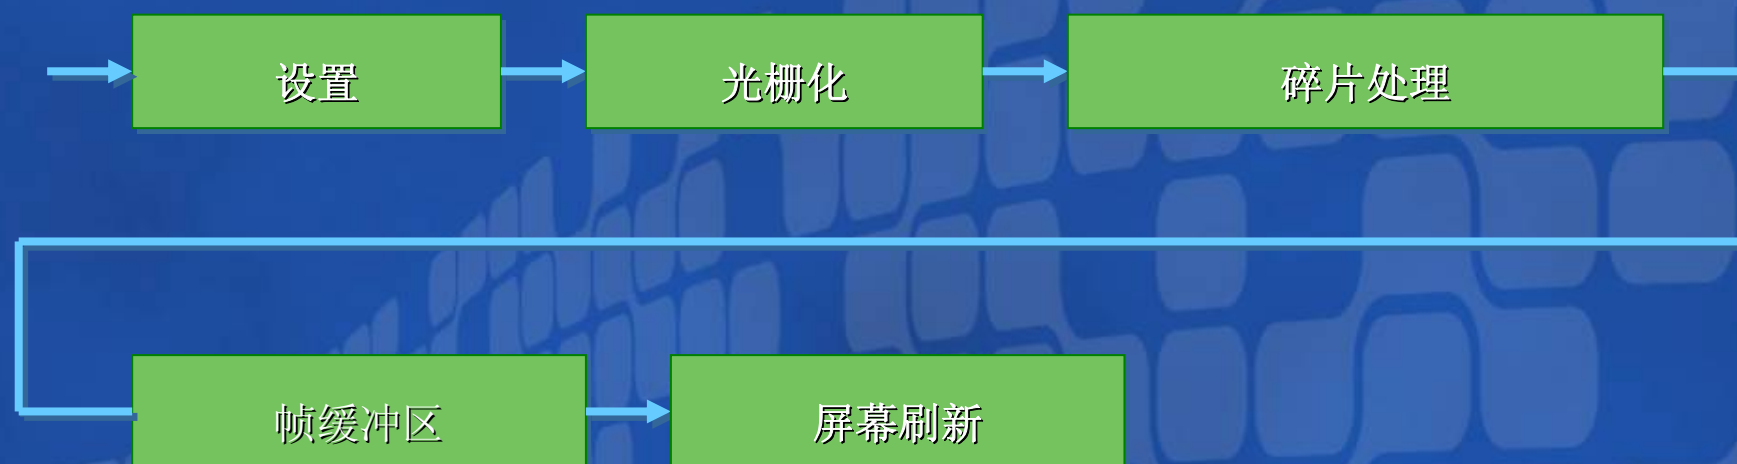 设置
光栅化
碎片处理
帧缓冲区
屏幕刷新